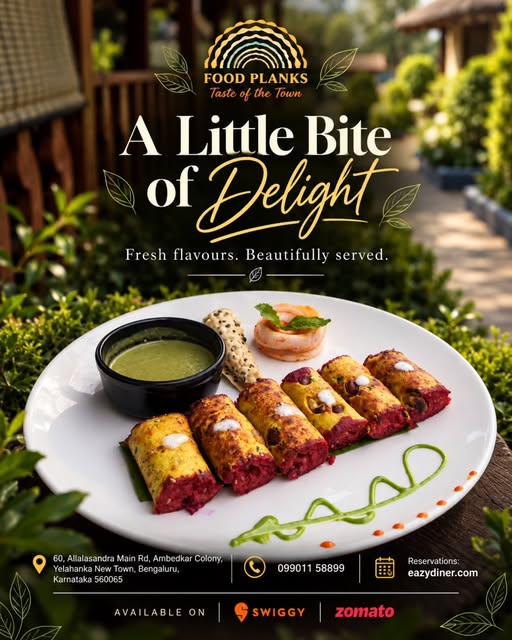 FOOD PLANKS
Taste of the Town
A Little Bite
of Delight
Fresh flavours. Beautifully served.
60, Allalasandra Main Rd, Ambedkar Colony,
Yelahanka New Town, Bengaluru,
Karnataka 560065
099011 58899
Reservations:
eazydiner.com
AVAILABLE ON
SWIGGY
zomato